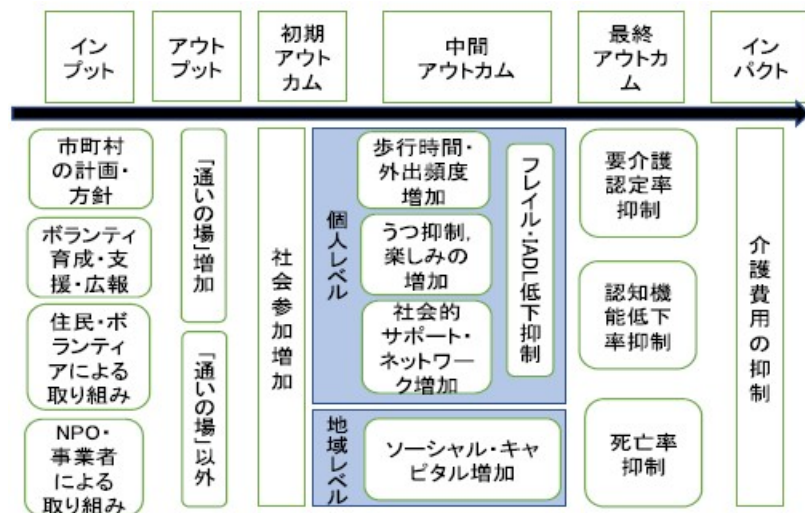 イン
プット
アウト
プット
初期
アウト
カム
中間
アウトカム
最終
アウトカ
ム
イン
パクト
市町村
の計画・
方針
ボランティ
育成・支
援・広報
住民・ボ
ランティ
アによる
取り組み
NPO・
事業者
による
取り組み
「通いの場」増加
「通いの場」以外
社会参加増加
個人レベル
歩行時間・
外出頻度
増加
うつ抑制,
楽しみの
増加
社会的
サポート・
ネットワー
ク増加
フレイル・IADL低下抑制
地域レベル
ソーシャル・キャ
ピタル増加
要介護
認定率
抑制
認知機
能低下
率抑制
死亡率
抑制
介護費用の抑制